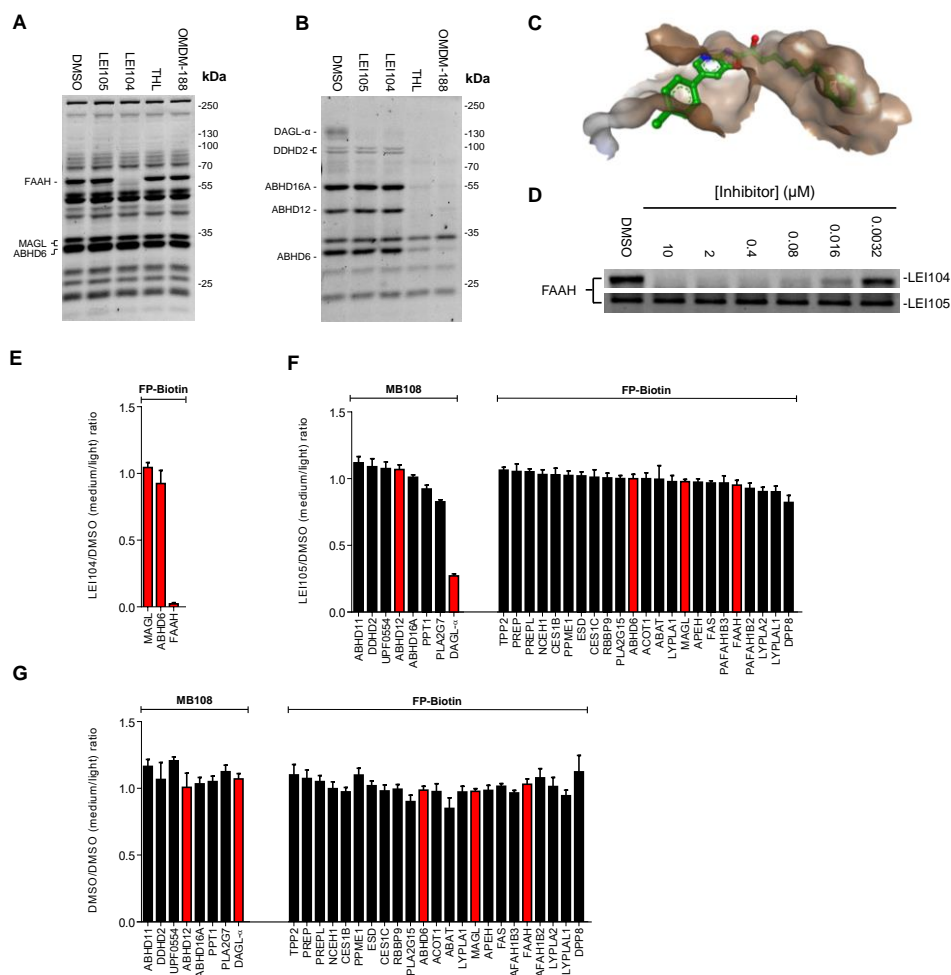 A
DMSO
LEI105
LEI104
THL
OMDM-188
kDa
-250
-130
-100
-70
-55
-35
-25
FAAH -
MAGL -
ABHD6
B
DMSO
LEI105
LEI104
THL
OMDM-188
kDa
-250
-130
-100
-70
-55
-35
-25
DAGL-α -
DDHD2-
ABHD16A-
ABHD12 -
ABHD6 -
C
D
[Inhibitor] (µM)
DMSO
10
2
0.4
0.08
0.016
0.0032
FAAH
-LEI104
-LEI105
E
FP-Biotin
LEI104/DMSO (medium/light) ratio
1.5
1.0
0.5
0.0
MAGL
ABHD6
FAAH
F
MB108
FP-Biotin
LEI105/DMSO (medium/light) ratio
1.5
1.0
0.5
0.0
ABHD11
DDHD2
UPF0554
ABHD12
ABHD16A
PPT1
PLA2G7
DAGL-α
TPP2
PREP
PREPL
NCEH1
CES1B
PPME1
ESD
CES1C
RBBP9
PLA2G15
ABHD6
ACOT1
ABAT
LYPLA1
MAGL
APEH
FAS
PAFAH1B3
FAAH
PAFAH1B2
LYPLA2
LYPLAL1
DPP8
G
MB108
FP-Biotin
DMSO/DMSO (medium/light) ratio
1.5
1.0
0.5
0.0
ABHD11
DDHD2
UPF0554
ABHD12
ABHD16A
PPT1
PLA2G7
DAGL-α
TPP2
PREP
PREPL
NCEH1
CES1B
PPME1
ESD
CES1C
RBBP9
PLA2G15
ABHD6
ACOT1
ABAT
LYPLA1
MAGL
APEH
FAS
AFAH1B3
FAAH
AFAH1B2
LYPLA2
LYPLAL1
DPP8